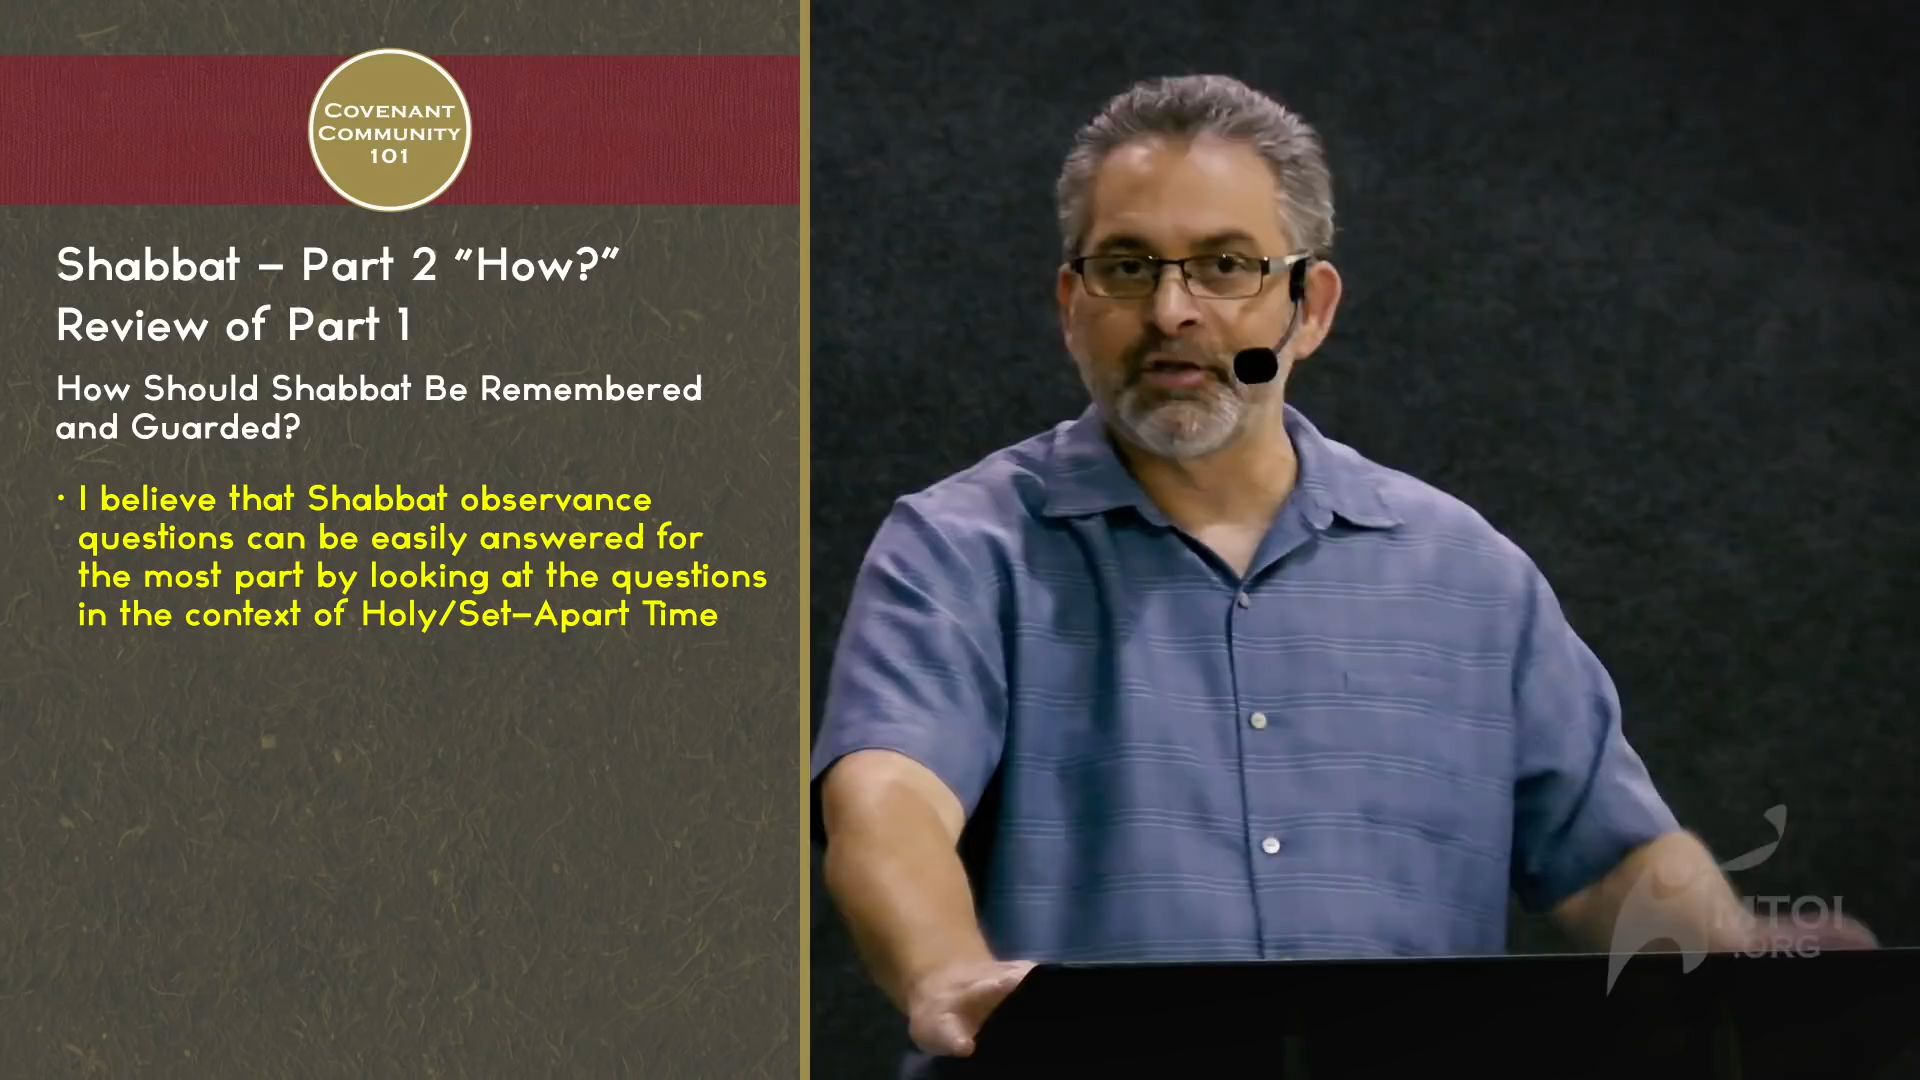 COVENANT
COMMUNITY
101
Shabbat – Part 2 “How?”
Review of Part 1
How Should Shabbat Be Remembered
and Guarded?
• I believe that Shabbat observance
questions can be easily answered for
the most part by looking at the questions
in the context of Holy/Set-Apart Time
MTOI
.ORG